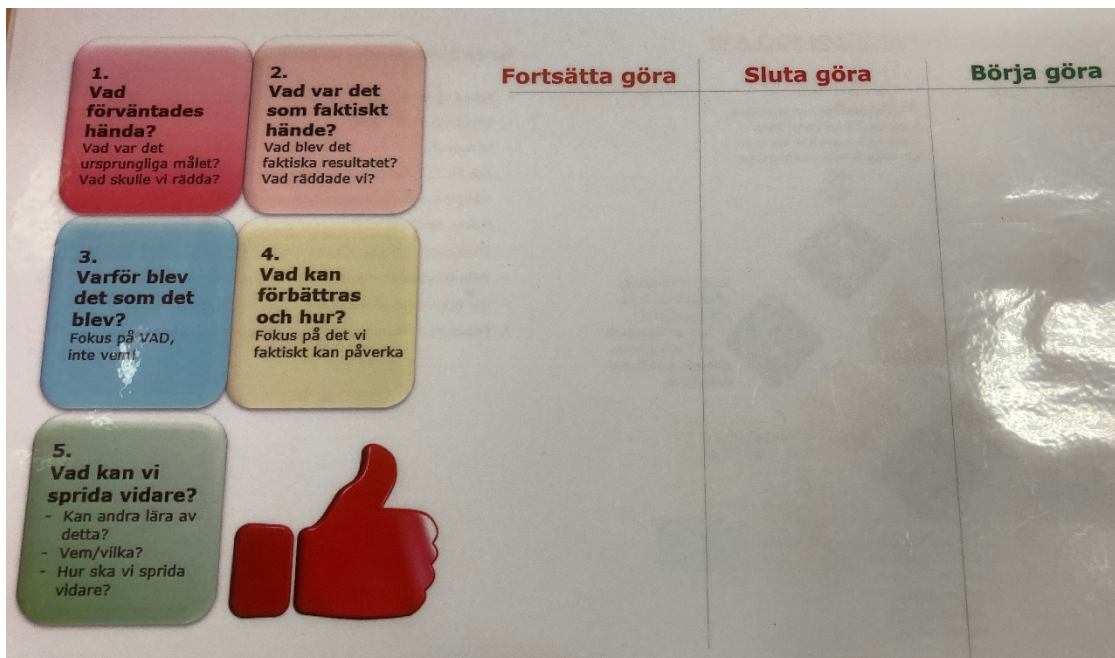 1.
Vad
förväntades
hända?
Vad var det
ursprungliga målet?
Vad skulle vi rädda?
2.
Vad var det
som faktiskt
hände?
Vad blev det
faktiska resultatet?
Vad räddade vi?
3.
Varför blev
det som det
blev?
Fokus på VAD,
inte vem!
4.
Vad kan
förbättras
och hur?
Fokus på det vi
faktiskt kan påverka
5.
Vad kan vi
sprida vidare?
- Kan andra lära av
detta?
- Vem/vilka?
- Hur ska vi sprida
vidare?
Fortsätta göra
Sluta göra
Börja göra